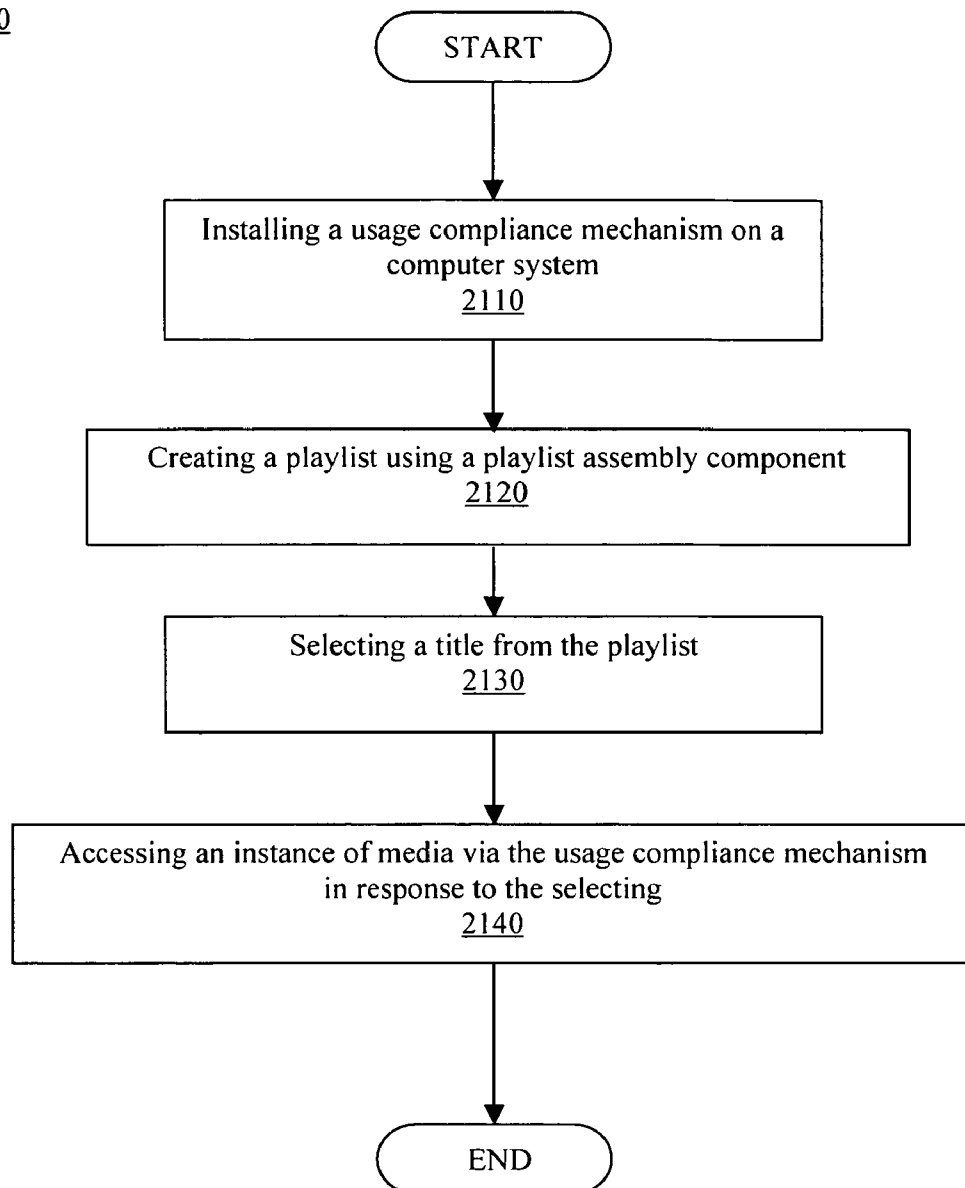 0
START
Installing a usage compliance mechanism on a
computer system
2110
Creating a playlist using a playlist assembly component
2120
Selecting a title from the playlist
2130
Accessing an instance of media via the usage compliance mechanism
in response to the selecting
2140
END